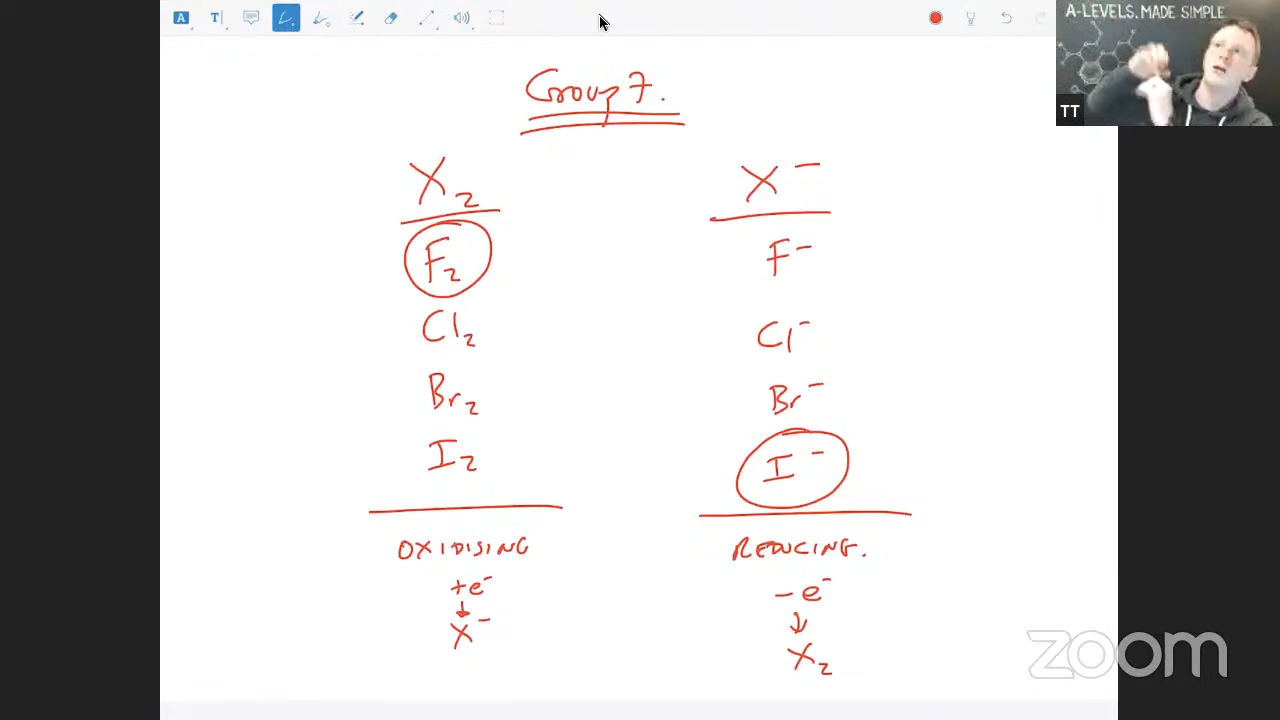 A-LEVELS. MADE SIMPLE
TT
A T
Group 7.
X₂ X⁻
F₂ F⁻
Cl₂ Cl⁻
Br₂ Br⁻
I₂ I⁻
OXIDISING REDUCING.
+e⁻ -e⁻
↓ ↓
X⁻ X₂
zoom